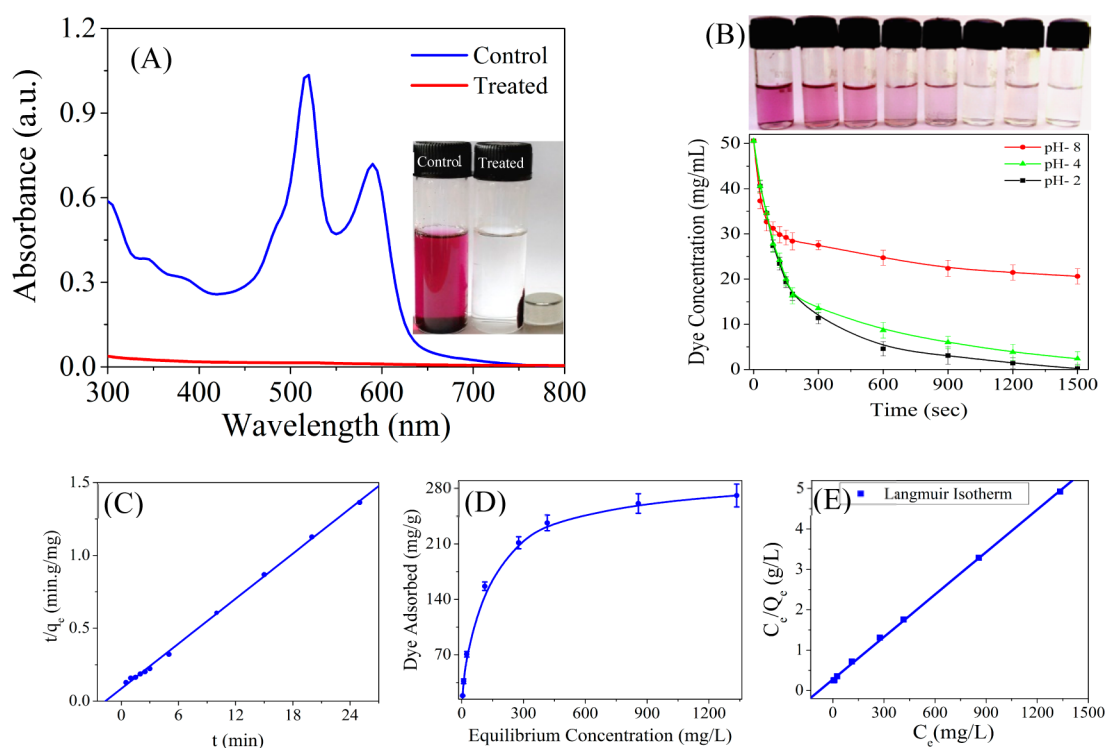 (A)
Control
Treated
Control Treated
Absorbance (a.u.)
1.2
0.9
0.6
0.3
0.0
300 400 500 600 700 800
Wavelength (nm)
(B)
pH- 8
pH- 4
pH- 2
Dye Concentration (mg/mL)
50
40
30
20
10
0
0 300 600 900 1200 1500
Time (sec)
(C)
t/qe (min.g/mg)
1.5
1.0
0.5
0.0
0 6 12 18 24
t (min)
(D)
Dye Adsorbed (mg/g)
280
210
140
70
0 300 600 900 1200
Equilibrium Concentration (mg/L)
(E)
Langmuir Isotherm
Ce/Qe (g/L)
5
4
3
2
1
0
0 300 600 900 1200 1500
Ce(mg/L)